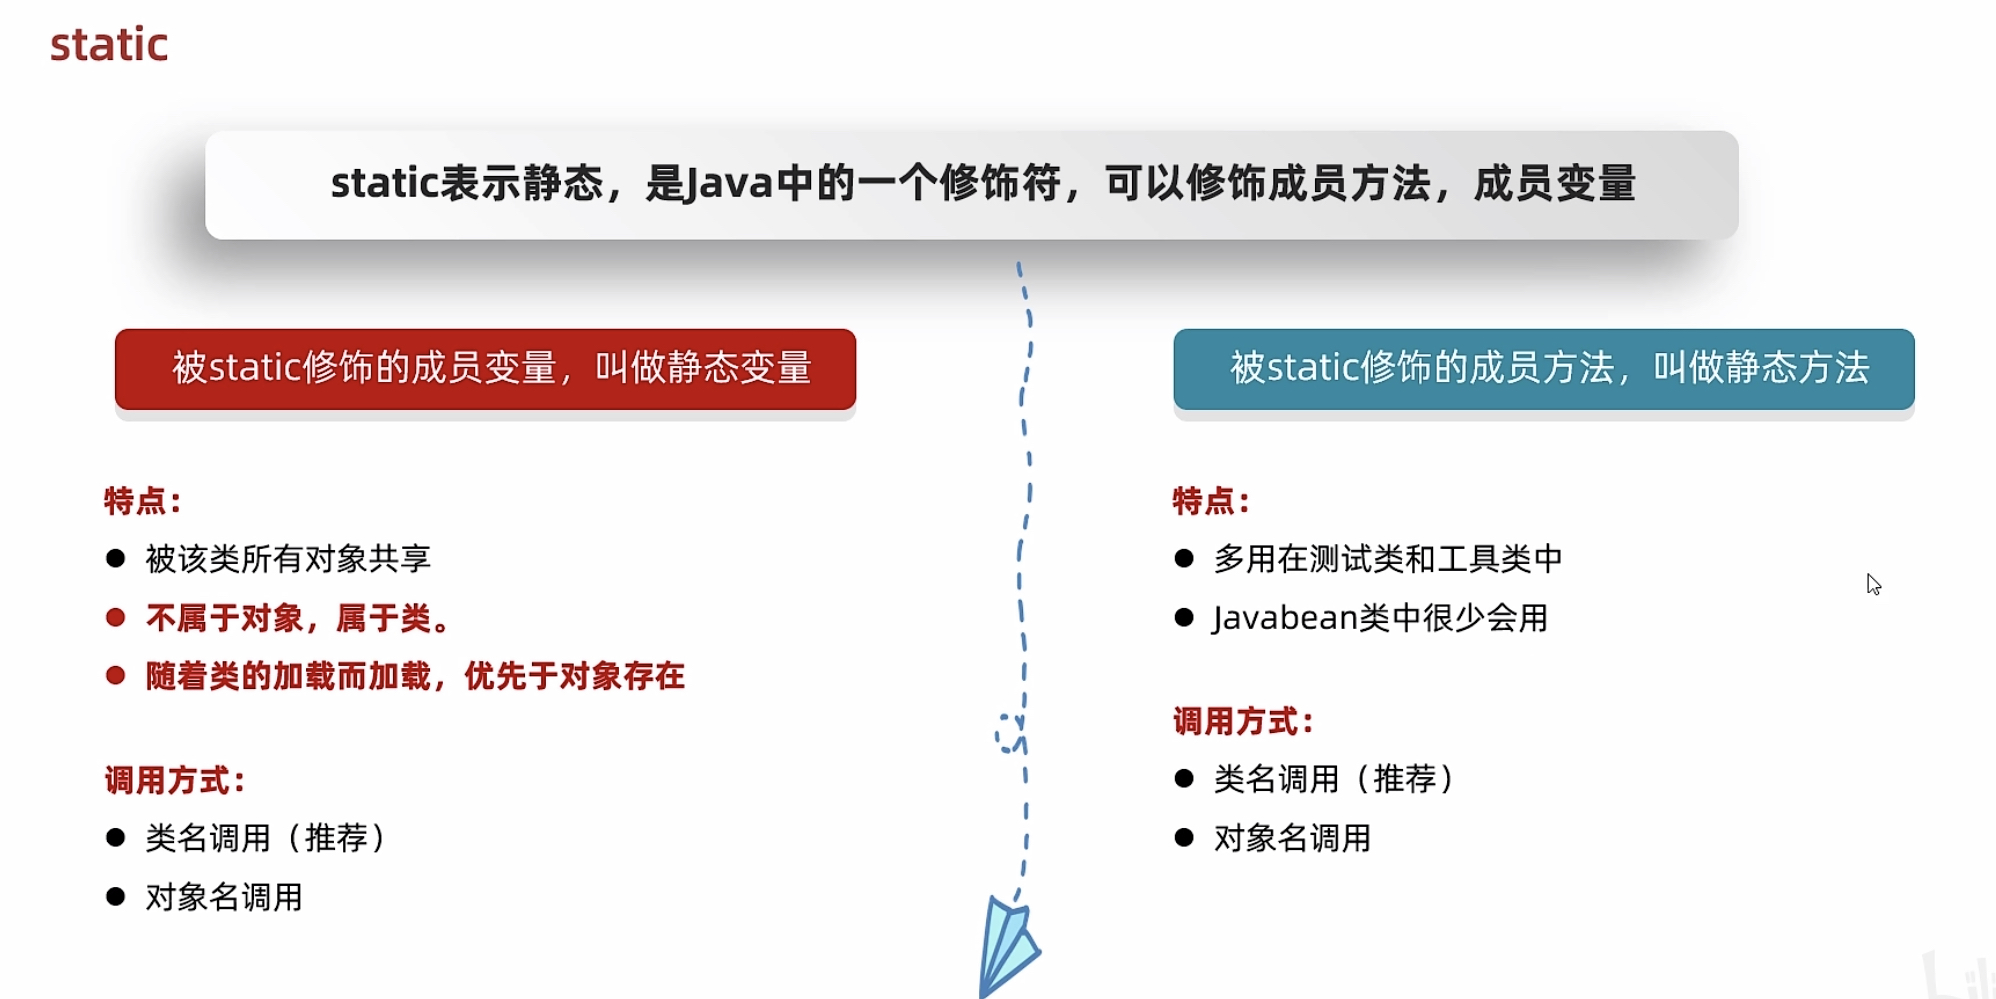 static
static表示静态，是Java中的一个修饰符，可以修饰成员方法，成员变量
被static修饰的成员变量，叫做静态变量
特点：
● 被该类所有对象共享
● 不属于对象，属于类。
● 随着类的加载而加载，优先于对象存在
调用方式：
● 类名调用（推荐）
● 对象名调用
被static修饰的成员方法，叫做静态方法
特点：
● 多用在测试类和工具类中
● Javabean类中很少会用
调用方式：
● 类名调用（推荐）
● 对象名调用